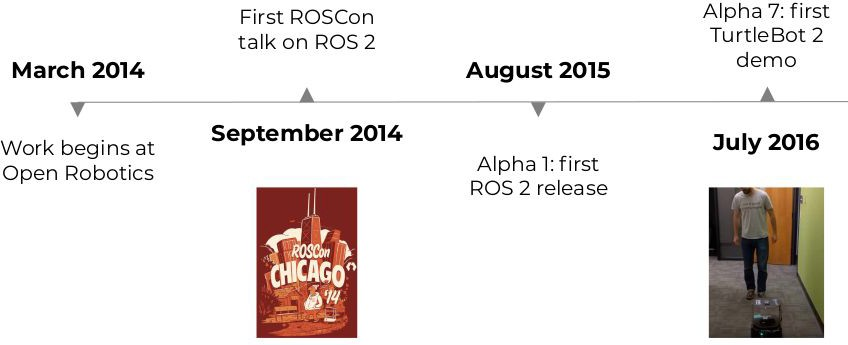 March 2014
Work begins at
Open Robotics
First ROSCon
talk on ROS 2
September 2014
ROSCon
CHICAGO
'14
August 2015
Alpha 1: first
ROS 2 release
Alpha 7: first
TurtleBot 2
demo
July 2016